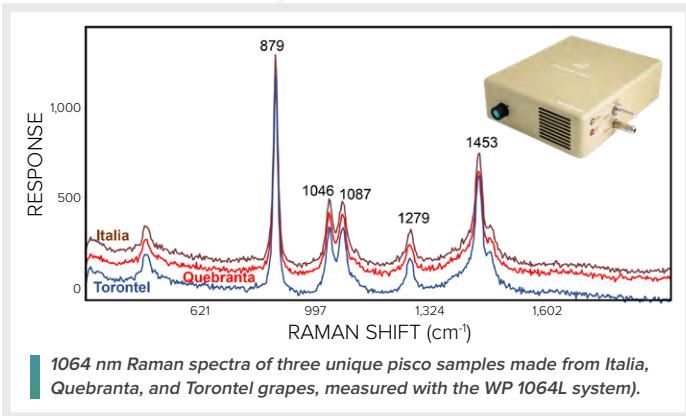 879
1453
1046
1087
1279
1,000
500
0
RESPONSE
Italia
Quebranta
Torontel
621
997
1,324
1,602
RAMAN SHIFT (cm-1)
1064 nm Raman spectra of three unique pisco samples made from Italia,
Quebranta, and Torontel grapes, measured with the WP 1064L system).